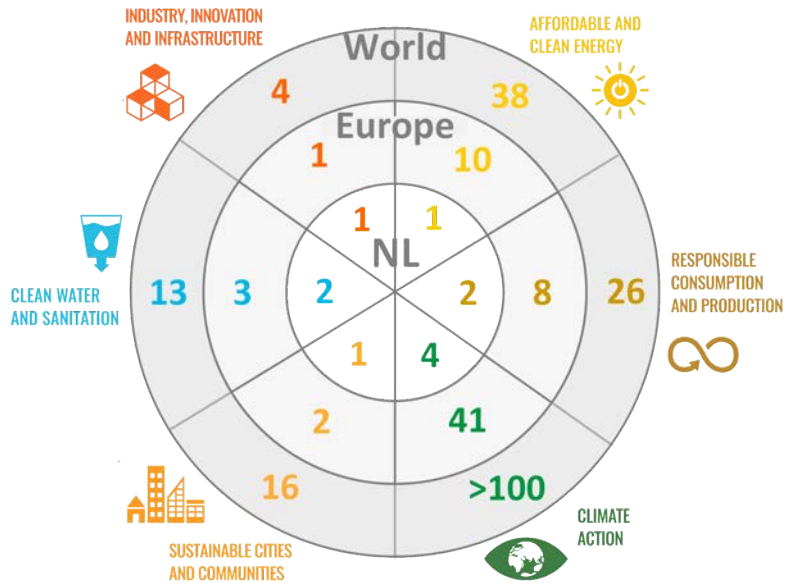 INDUSTRY, INNOVATION
AND INFRASTRUCTURE
AFFORDABLE AND
CLEAN ENERGY
World
4
38
Europe
1
10
1
1
NL
CLEAN WATER
AND SANITATION
13
3
2
2
8
26
RESPONSIBLE
CONSUMPTION
AND PRODUCTION
1
4
2
41
16
>100
SUSTAINABLE CITIES
AND COMMUNITIES
CLIMATE
ACTION